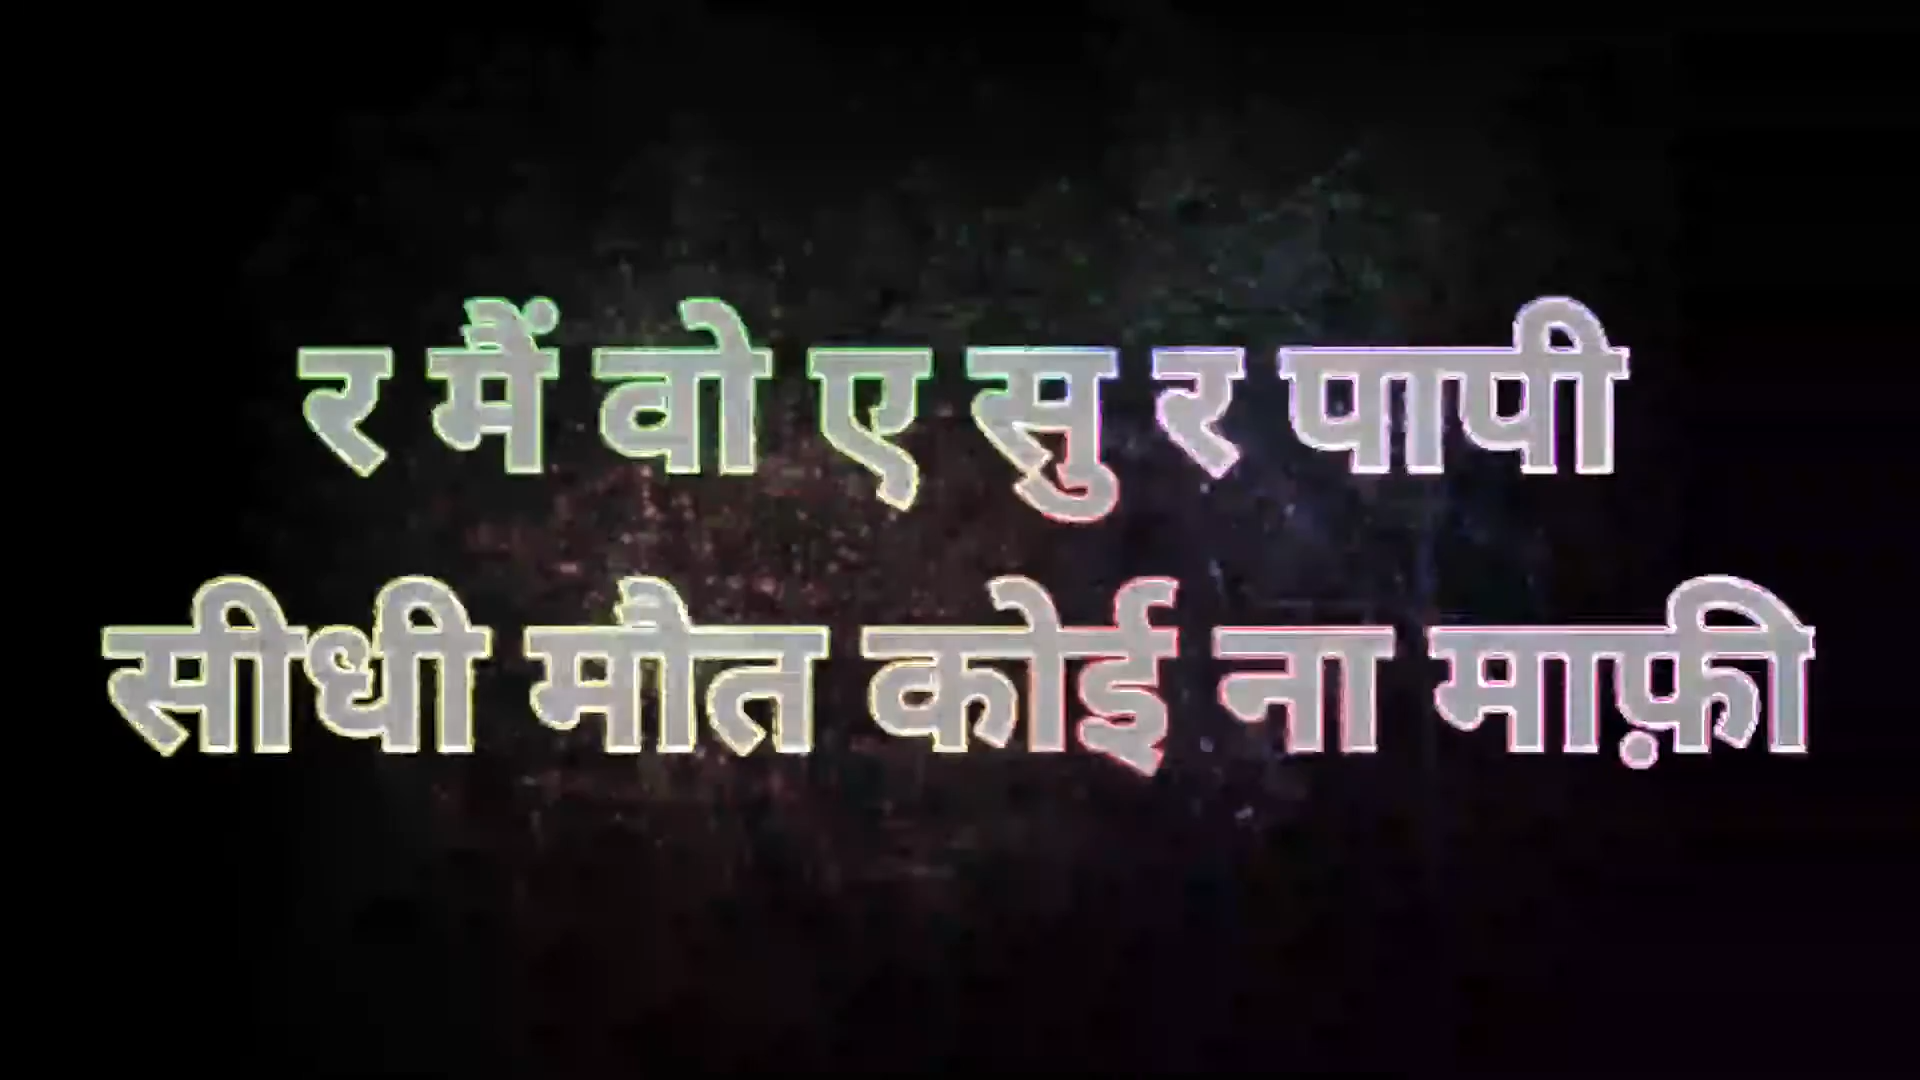 र मैं वो ए सु र पापी
सीधी मौत कोई ना माफ़ी